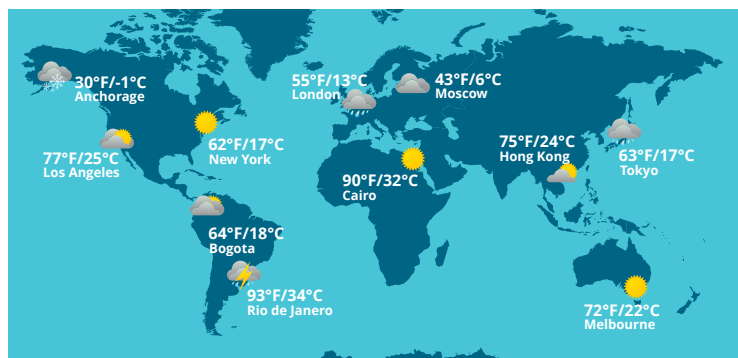 30°F/-1°C
Anchorage
55°F/13°C
London
43°F/6°C
Moscow
77°F/25°C
Los Angeles
62°F/17°C
New York
75°F/24°C
Hong Kong
63°F/17°C
Tokyo
90°F/32°C
Cairo
64°F/18°C
Bogota
93°F/34°C
Rio de Janero
72°F/22°C
Melbourne